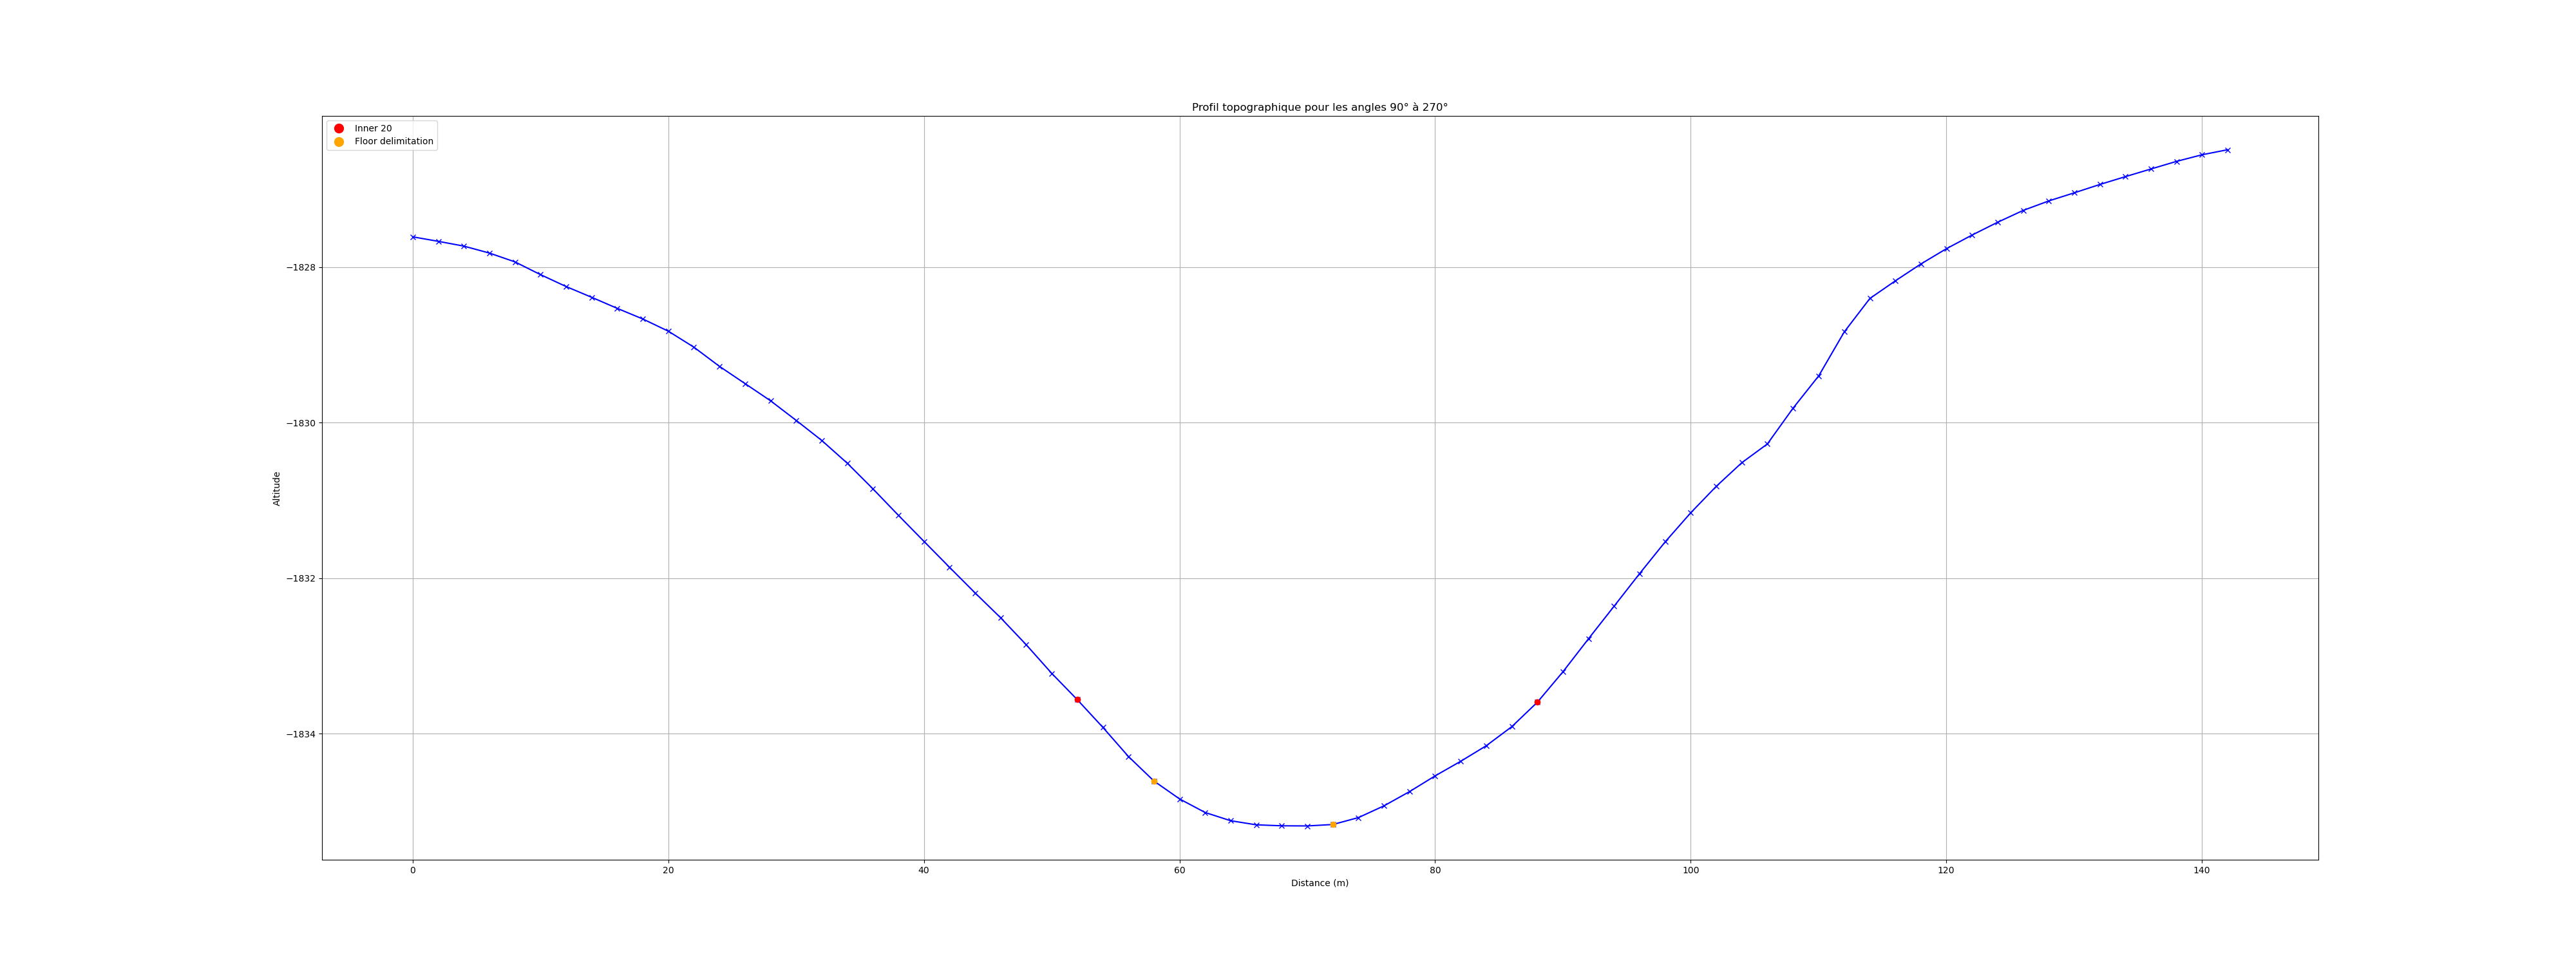 Profil topographique pour les angles 90° à 270°
Inner 20
Floor delimitation
Altitude
−1828
−1830
−1832
−1834
0 20 40 60 80 100 120 140
Distance (m)